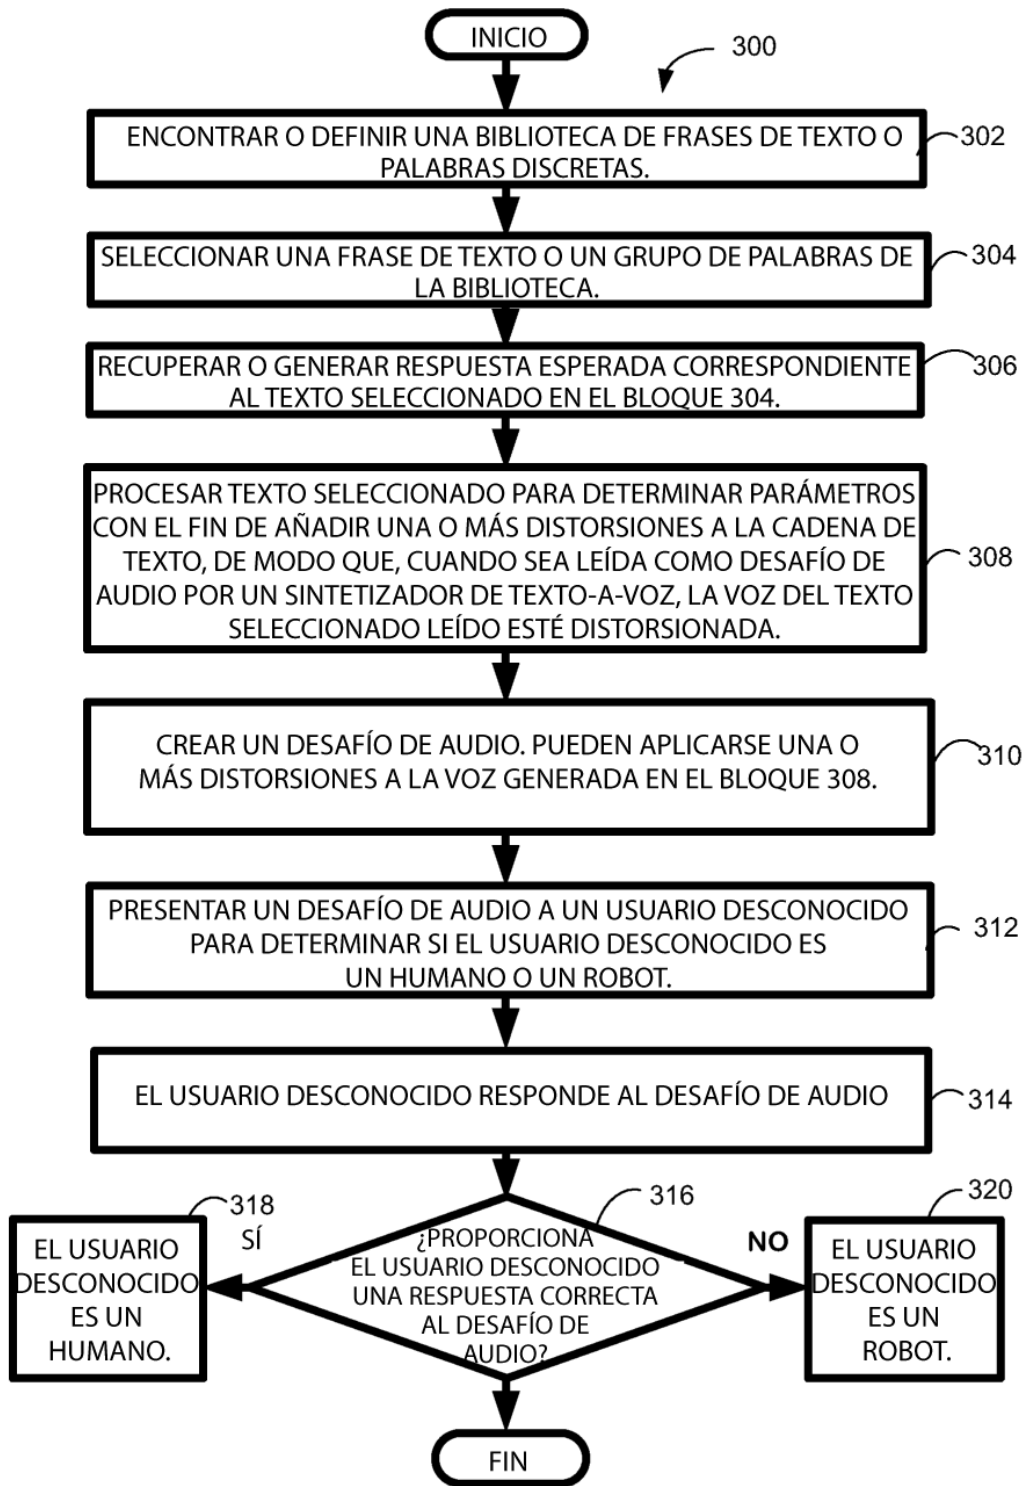 INICIO
300
ENCONTRAR O DEFINIR UNA BIBLIOTECA DE FRASES DE TEXTO O
PALABRAS DISCRETAS.
302
SELECCIONAR UNA FRASE DE TEXTO O UN GRUPO DE PALABRAS DE
LA BIBLIOTECA.
304
RECUPERAR O GENERAR RESPUESTA ESPERADA CORRESPONDIENTE
AL TEXTO SELECCIONADO EN EL BLOQUE 304.
306
PROCESAR TEXTO SELECCIONADO PARA DETERMINAR PARÁMETROS
CON EL FIN DE AÑADIR UNA O MÁS DISTORSIONES A LA CADENA DE
TEXTO, DE MODO QUE, CUANDO SEA LEÍDA COMO DESAFÍO DE
AUDIO POR UN SINTETIZADOR DE TEXTO-A-VOZ, LA VOZ DEL TEXTO
SELECCIONADO LEÍDO ESTÉ DISTORSIONADA.
308
CREAR UN DESAFÍO DE AUDIO. PUEDEN APLICARSE UNA O
MÁS DISTORSIONES A LA VOZ GENERADA EN EL BLOQUE 308.
310
PRESENTAR UN DESAFÍO DE AUDIO A UN USUARIO DESCONOCIDO
PARA DETERMINAR SI EL USUARIO DESCONOCIDO ES
UN HUMANO O UN ROBOT.
312
EL USUARIO DESCONOCIDO RESPONDE AL DESAFÍO DE AUDIO
314
316
¿PROPORCIONA
EL USUARIO DESCONOCIDO
UNA RESPUESTA CORRECTA
AL DESAFÍO DE
AUDIO?
318
SÍ
EL USUARIO
DESCONOCIDO
ES UN
HUMANO.
320
NO
EL USUARIO
DESCONOCIDO
ES UN
ROBOT.
FIN